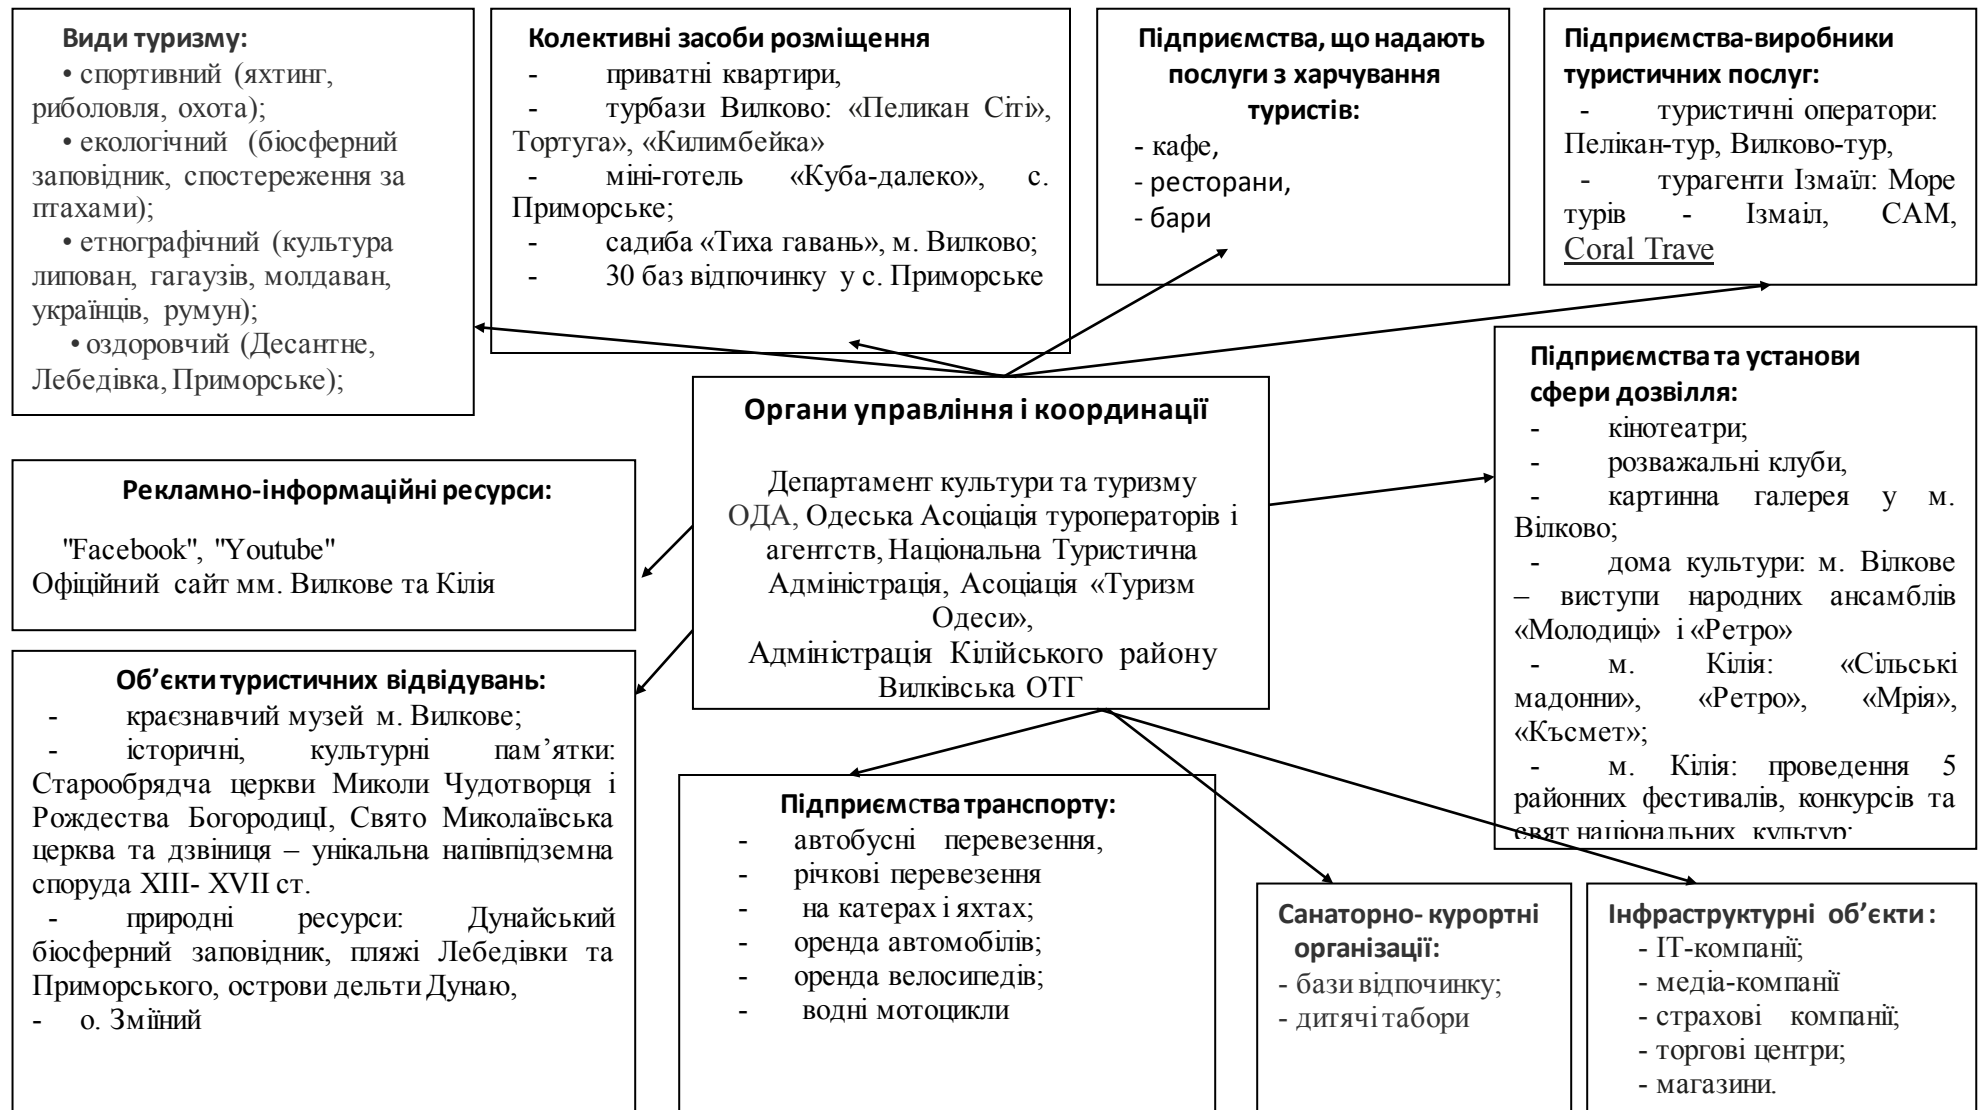 Види туризму:
• спортивний (яхтинг,
риболовля, охота);
• екологічний (біосферний
заповідник, спостереження за
птахами);
• етнографічний (культура
липован, гагаузів, молдаван,
українців, румун);
• оздоровчий (Десантне,
Лебедівка, Приморське);
Колективні засоби розміщення
- приватні квартири,
- турбази Вилково: «Пеликан Сіті»,
Тортуга», «Килимбейка»
- міні-готель «Куба-далеко», с.
Приморське;
- садиба «Тиха гавань», м. Вилково;
- 30 баз відпочинку у с. Приморське
Підприємства, що надають
послуги з харчування
туристів:
- кафе,
- ресторани,
- бари
Підприємства-виробники
туристичних послуг:
- туристичні оператори:
Пелікан-тур, Вилково-тур,
- турагенти Ізмаїл: Море
турів - Ізмаіл, САМ,
Coral Trave
Органи управління і координації
Департамент культури та туризму
ОДА, Одеська Асоціація туроператорів і
агентств, Національна Туристична
Адміністрація, Асоціація «Туризм
Одеси»,
Адміністрація Кілійського району
Вилківська ОТГ
Підприємства та установи
сфери дозвілля:
- кінотеатри;
- розважальні клуби,
- картинна галерея у м.
Вілково;
- дома культури: м. Вілкове
– виступи народних ансамблів
«Молодиці» і «Ретро»
- м. Кілія: «Сільські
мадонни», «Ретро», «Мрія»,
«Късмет»;
- м. Кілія: проведення 5
районних фестивалів, конкурсів та
свят національних культур;
Рекламно-інформаційні ресурси:
"Facebook", "Youtube"
Офіційний сайт мм. Вилкове та Кілія
Об’єкти туристичних відвідувань:
- краєзнавчий музей м. Вилкове;
- історичні, культурні пам’ятки:
Старообрядча церкви Миколи Чудотворця і
Рождества БогородицІ, Свято Миколаївська
церква та дзвіниця – унікальна напівпідземна
споруда XIII- XVII ст.
- природні ресурси: Дунайський
біосферний заповідник, пляжі Лебедівки та
Приморського, острови дельти Дунаю,
- о. Зміїний
Підприємства транспорту:
- автобусні перевезення,
- річкові перевезення
- на катерах і яхтах;
- оренда автомобілів;
- оренда велосипедів;
- водні мотоцикли
Санаторно- курортні
організації:
- бази відпочинку;
- дитячі табори
Інфраструктурні об’єкти :
- ІТ-компанії;
- медіа-компанії
- страхові компанії;
- торгові центри;
- магазини.